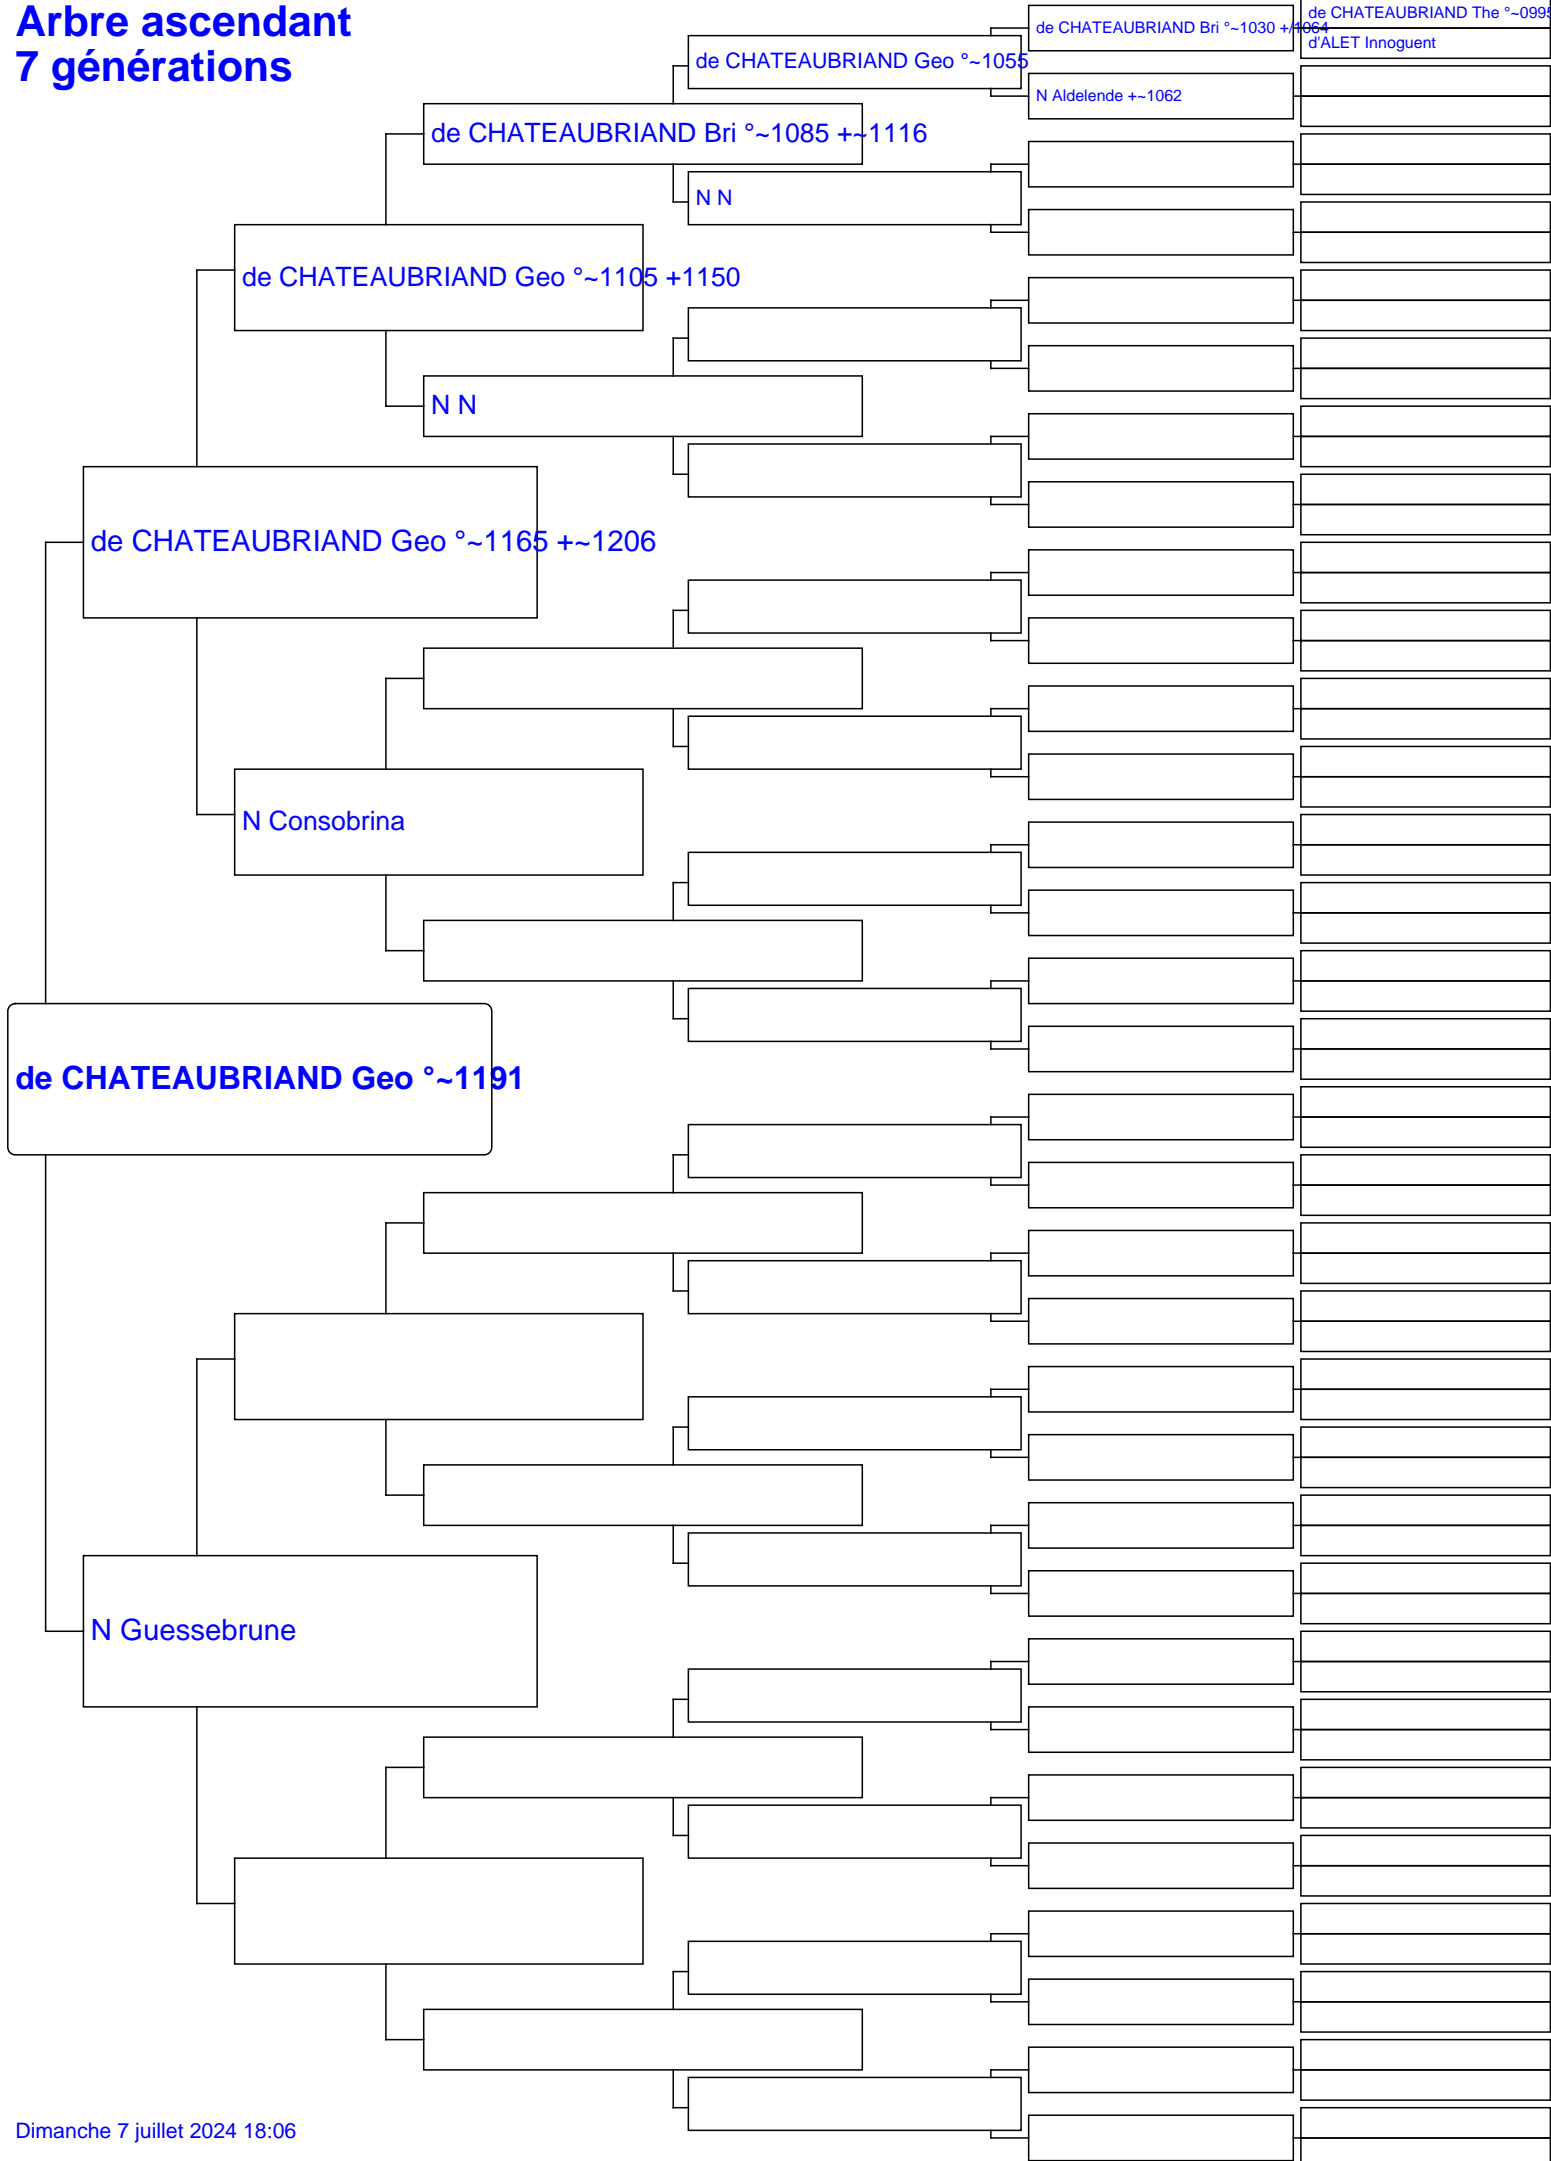 Arbre ascendant
7 générations
de CHATEAUBRIAND The °~0995
de CHATEAUBRIAND Bri °~1030 +/1064
d'ALET Innoguent
de CHATEAUBRIAND Geo °~1055
N Aldelende +~1062
de CHATEAUBRIAND Bri °~1085 +~1116
N N
de CHATEAUBRIAND Geo °~1105 +1150
N N
de CHATEAUBRIAND Geo °~1165 +~1206
N Consobrina
de CHATEAUBRIAND Geo °~1191
N Guessebrune
Dimanche 7 juillet 2024 18:06